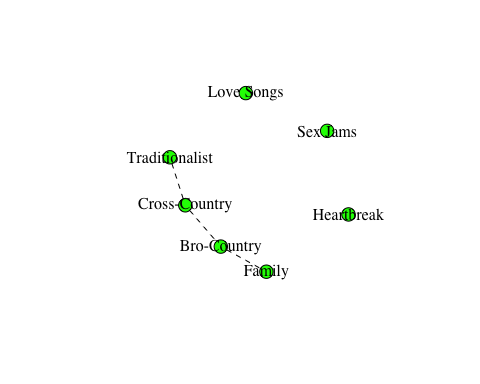 Love Songs
Sex Jams
Traditionalist
Cross-Country
Heartbreak
Bro-Country
Family